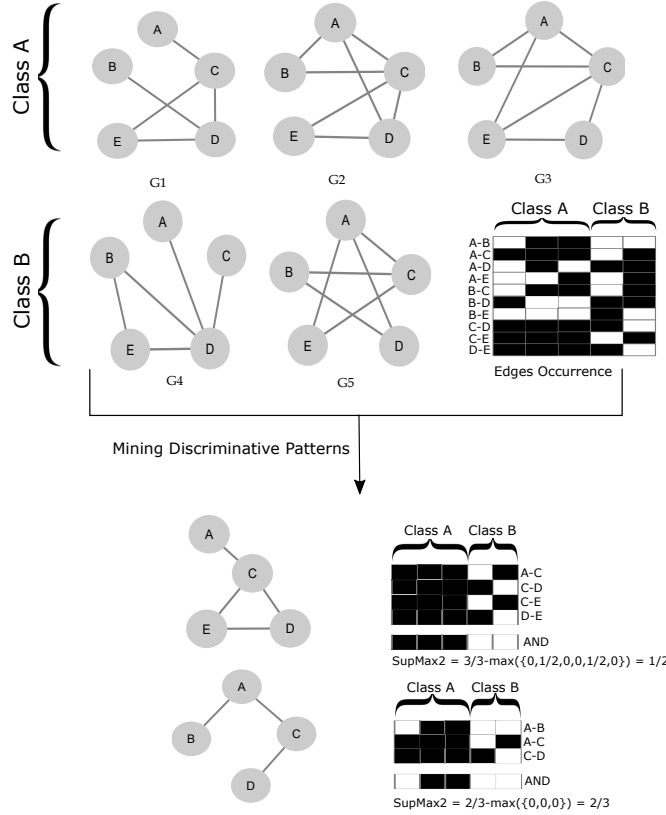 Class A
A
B
C
E
D
G1
A
B
C
E
D
G2
A
B
C
E
D
G3
Class B
A
B
C
E
D
G4
A
B
C
E
D
G5
Class A Class B
A-B
A-C
A-D
A-E
B-C
B-D
B-E
C-D
C-E
D-E
Edges Occurrence
Mining Discriminative Patterns
A
C
E
D
Class A Class B
A-C
C-D
C-E
D-E
AND
SupMax2 = 3/3-max({0,1/2,0,0,1/2,0}) = 1/2
A
B
C
D
Class A Class B
A-B
A-C
C-D
AND
SupMax2 = 2/3-max({0,0,0}) = 2/3